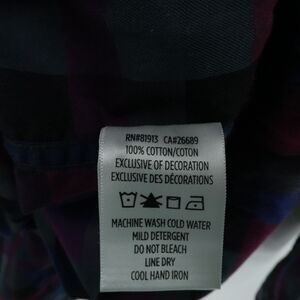 RN#81913 CA#26689
100% COTTON/COTON
EXCLUSIVE OF DECORATION
EXCLUSIVE DES DÉCORATIONS
MACHINE WASH COLD WATER
MILD DETERGENT
DO NOT BLEACH
LINE DRY
COOL HAND IRON